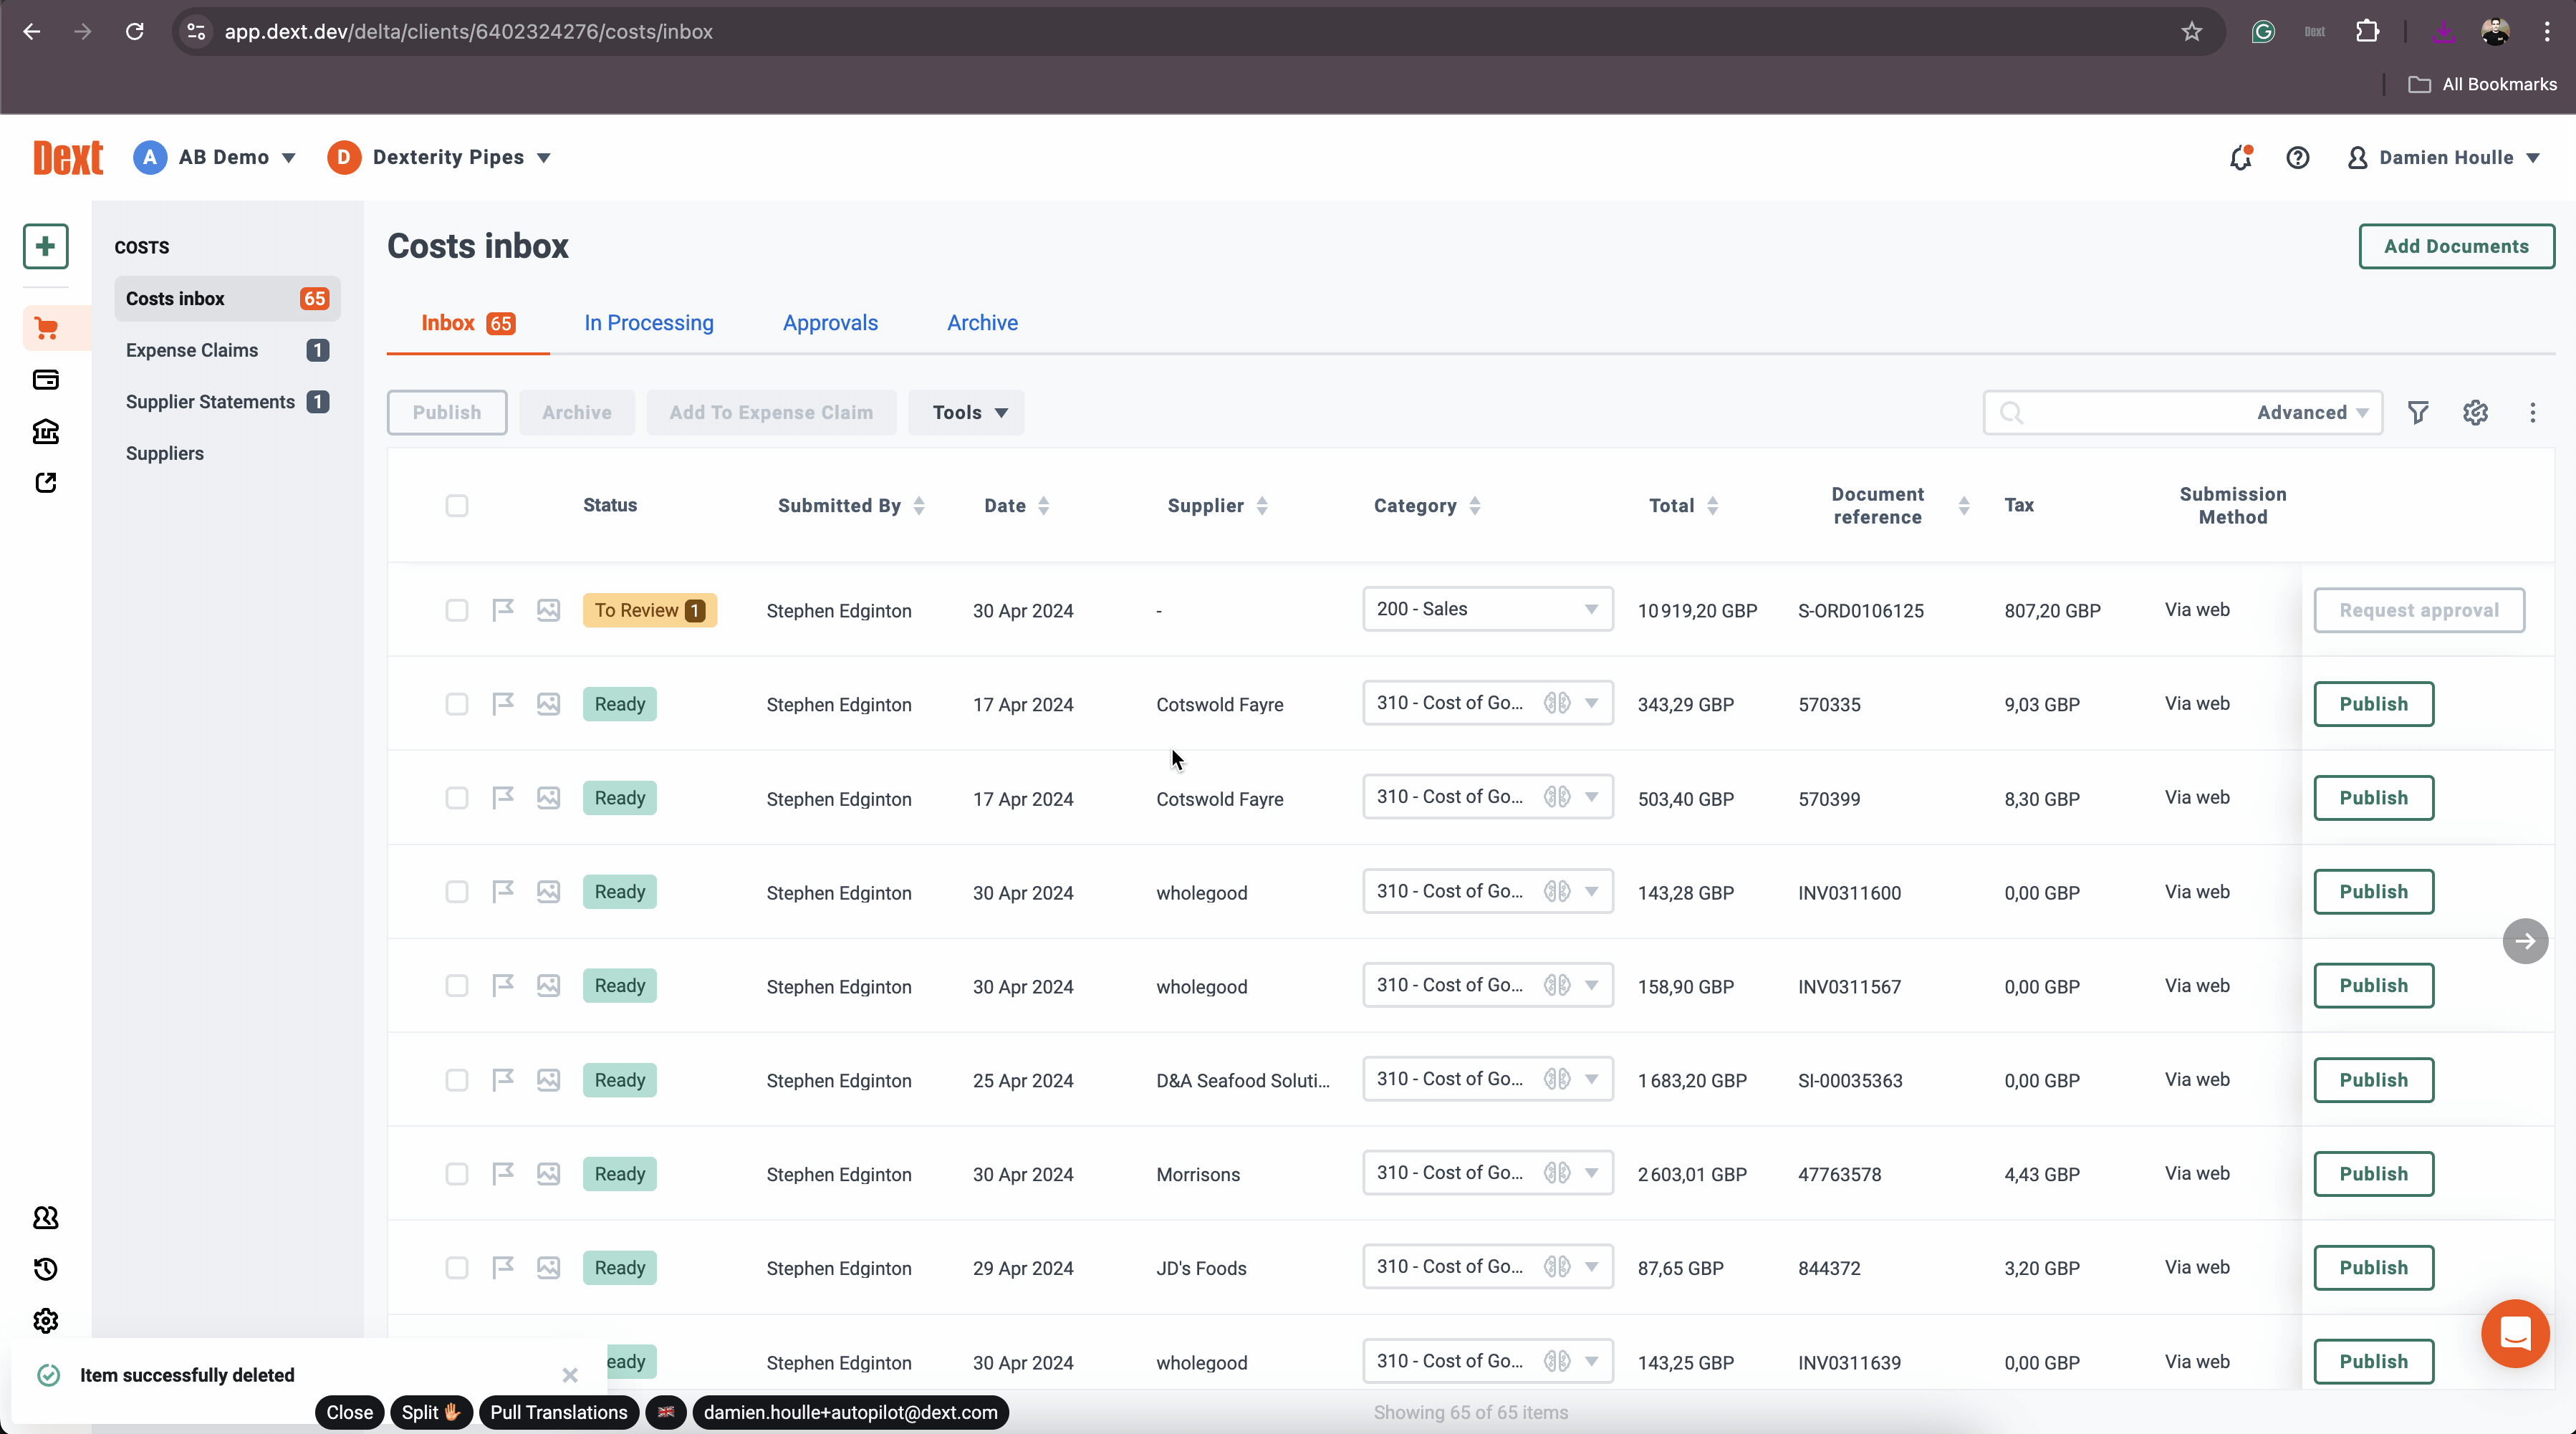 app.dext.dev/delta/clients/6402324276/costs/inbox
Dext
All Bookmarks
Dext
A AB Demo
D Dexterity Pipes
Damien Houlle
COSTS
Costs inbox 65
Expense Claims 1
Supplier Statements 1
Suppliers
Costs inbox
Add Documents
Inbox 65
In Processing
Approvals
Archive
Publish
Archive
Add To Expense Claim
Tools
Advanced
Status Submitted By Date Supplier Category Total Document reference Tax Submission Method
To Review 1 Stephen Edginton 30 Apr 2024 - 200 - Sales 10 919,20 GBP S-ORD0106125 807,20 GBP Via web Request approval
Ready Stephen Edginton 17 Apr 2024 Cotswold Fayre 310 - Cost of Go... 343,29 GBP 570335 9,03 GBP Via web Publish
Ready Stephen Edginton 17 Apr 2024 Cotswold Fayre 310 - Cost of Go... 503,40 GBP 570399 8,30 GBP Via web Publish
Ready Stephen Edginton 30 Apr 2024 wholegood 310 - Cost of Go... 143,28 GBP INV0311600 0,00 GBP Via web Publish
Ready Stephen Edginton 30 Apr 2024 wholegood 310 - Cost of Go... 158,90 GBP INV0311567 0,00 GBP Via web Publish
Ready Stephen Edginton 25 Apr 2024 D&A Seafood Soluti... 310 - Cost of Go... 1 683,20 GBP SI-00035363 0,00 GBP Via web Publish
Ready Stephen Edginton 30 Apr 2024 Morrisons 310 - Cost of Go... 2 603,01 GBP 47763578 4,43 GBP Via web Publish
Ready Stephen Edginton 29 Apr 2024 JD's Foods 310 - Cost of Go... 87,65 GBP 844372 3,20 GBP Via web Publish
eady Stephen Edginton 30 Apr 2024 wholegood 310 - Cost of Go... 143,25 GBP INV0311639 0,00 GBP Via web Publish
Item successfully deleted
Close
Split🖐
Pull Translations
🇬🇧
damien.houlle+autopilot@dext.com
Showing 65 of 65 items